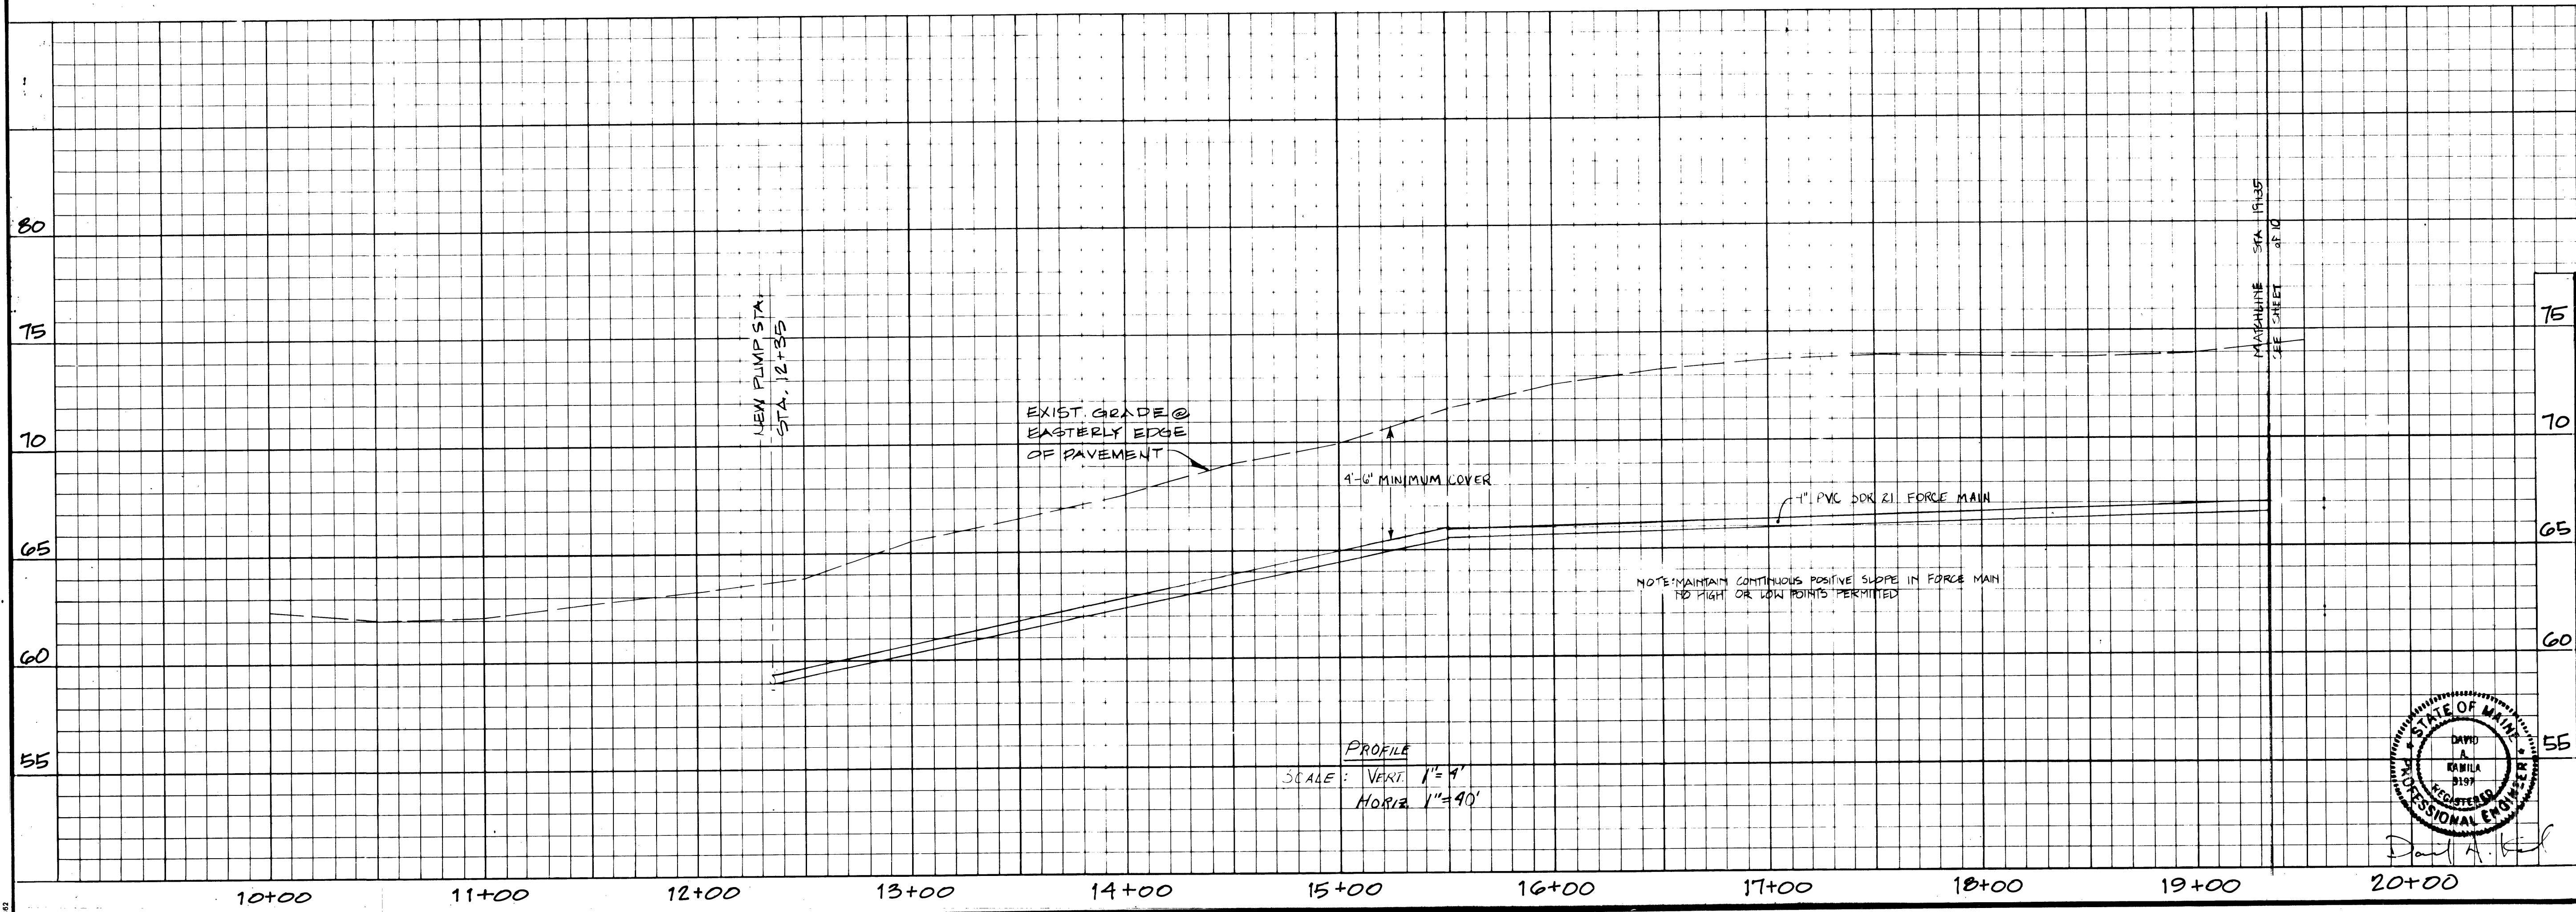 80
75
70
65
60
55
75
70
65
60
55
NEW PUMP STA.
STA. 12+35
MATCHLINE STA 19+35
SEE SHEET OF 10
EXIST. GRADE @
EASTERLY EDGE
OF PAVEMENT
4'-6" MINIMUM COVER
PVC SDR 21 FORCE MAIN
NOTE: MAINTAIN CONTINUOUS POSITIVE SLOPE IN FORCE MAIN
NO HIGH OR LOW POINTS PERMITTED
PROFILE
SCALE: VERT. 1"=4'
HORIZ 1"=40'
STATE OF MAINE
DAVID
A.
KAMILA
REGISTERED
PROFESSIONAL ENGINEER
10+00
11+00
12+00
13+00
14+00
15+00
16+00
17+00
18+00
19+00
20+00
62